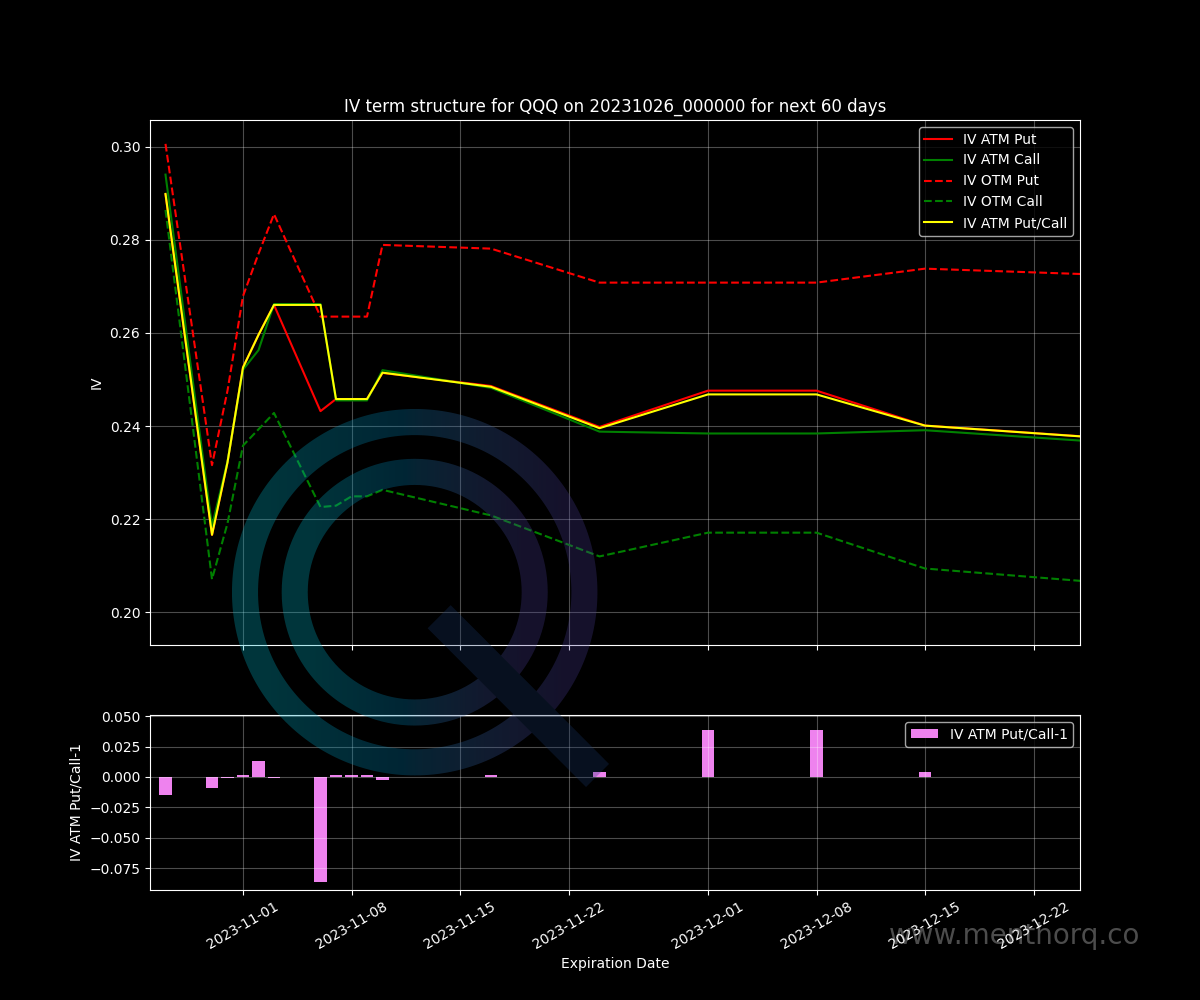 IV term structure for QQQ on 20231026_000000 for next 60 days
IV ATM Put
IV ATM Call
IV OTM Put
IV OTM Call
IV ATM Put/Call
0.30
0.28
0.26
0.24
0.22
0.20
IV
0.050
0.025
0.000
−0.025
−0.050
−0.075
IV ATM Put/Call-1
IV ATM Put/Call-1
2023-11-01
2023-11-08
2023-11-15
2023-11-22
2023-12-01
2023-12-08
2023-12-15
2023-12-22
Expiration Date
www.menthorq.co